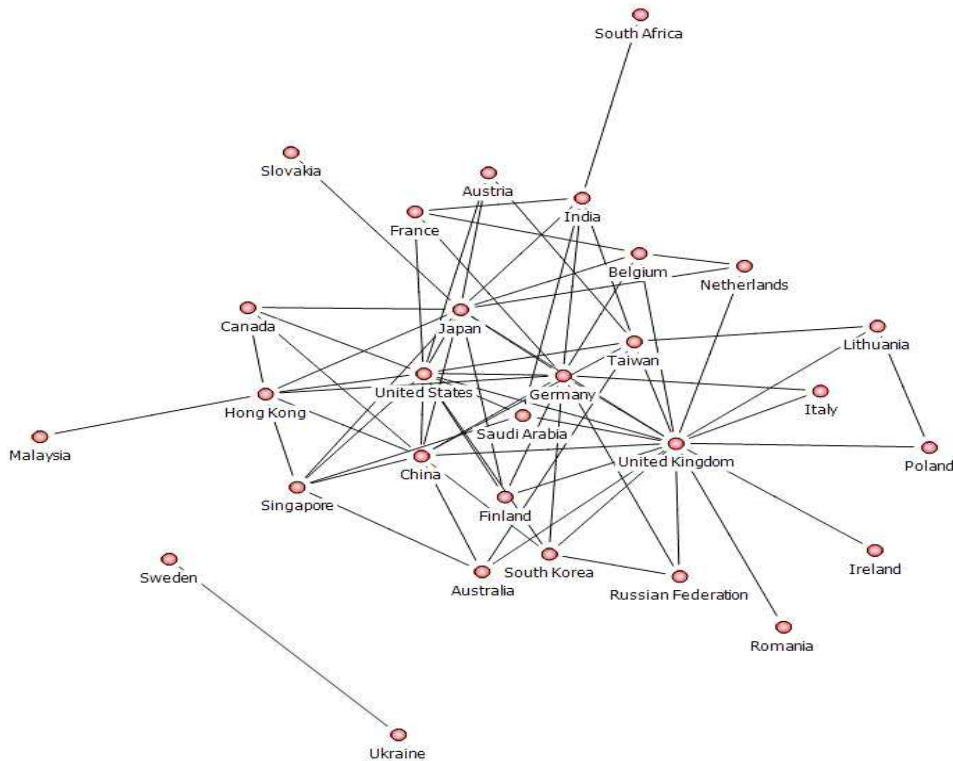 South Africa
Slovakia
Austria
India
France
Belgium
Netherlands
Canada
Japan
Taiwan
Lithuania
United States
Germany
Hong Kong
Italy
Saudi Arabia
Malaysia
United Kingdom
Poland
China
Singapore
Finland
Ireland
South Korea
Sweden
Australia
Russian Federation
Romania
Ukraine